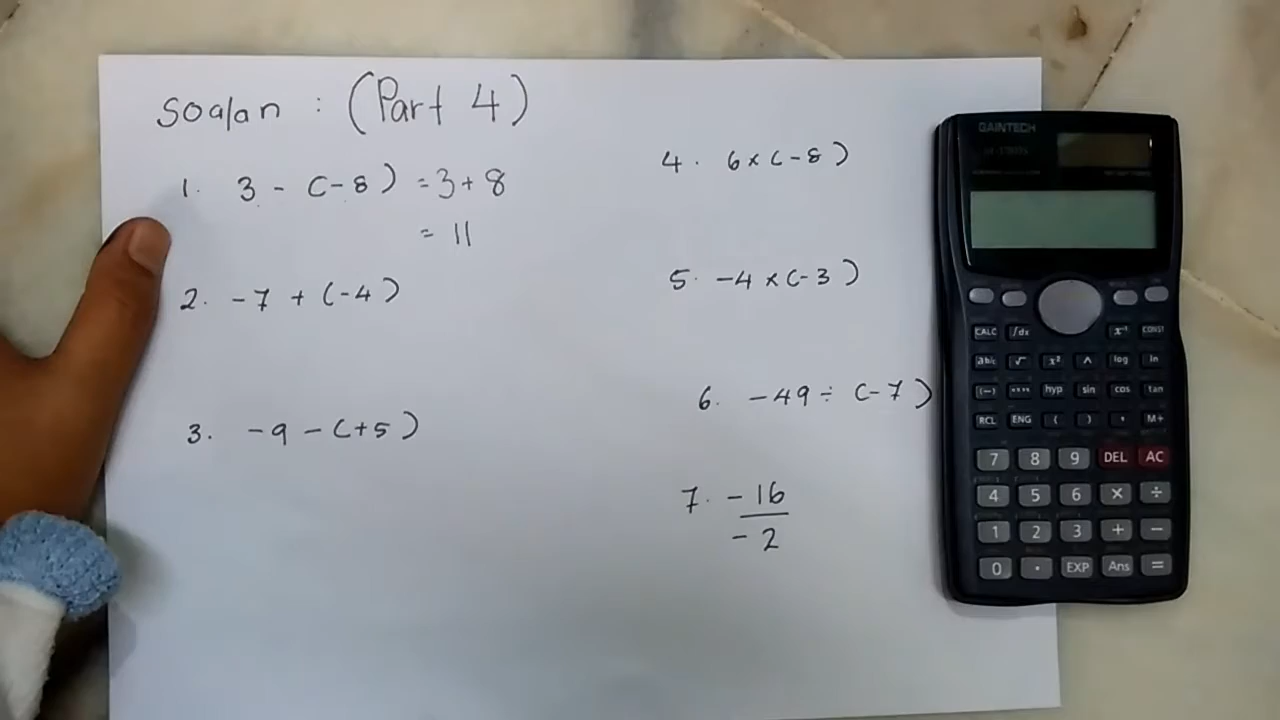 Soalan : (Part 4)
1. 3 - (-8) = 3 + 8
= 11
2. -7 + (-4)
3. -9 - (+5)
4. 6 × (-8)
5. -4 × (-3)
6. -49 ÷ (-7)
7. -16
-2
GAINTECH
CALC ∫dx x⁻¹ CONST
abc √ x² ^ log ln
(-) °'" hyp sin cos tan
RCL ENG ( ) , M+
7 8 9 DEL AC
4 5 6 × ÷
1 2 3 + −
0 · EXP Ans =